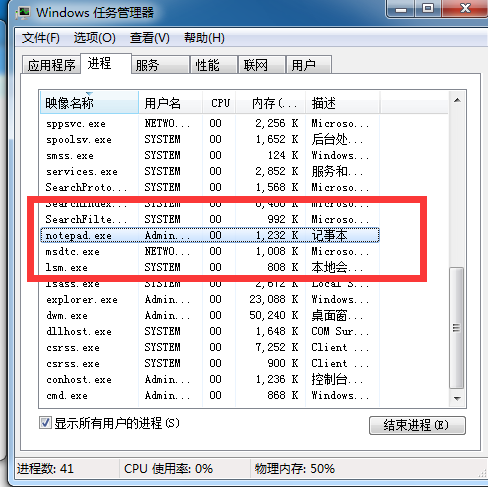 Windows 任务管理器
文件(F) 选项(O) 查看(V) 帮助(H)
应用程序 进程 服务 性能 联网 用户
映像名称 用户名 CPU 内存(... 描述
sppsvc.exe NETWO... 00 2,256 K Microso...
spoolsv.exe SYSTEM 00 1,652 K 后台处...
smss.exe SYSTEM 00 124 K Windows...
services.exe SYSTEM 00 2,852 K 服务和...
SearchProto... SYSTEM 00 1,568 K Microso...
SearchIndex... SYSTEM 00 K Microso...
SearchFilte... SYSTEM 00 992 K Microso...
notepad.exe Admin... 00 1,232 K 记事本
msdtc.exe NETWO... 00 1,008 K Microso...
lsm.exe SYSTEM 00 808 K 本地会...
lsass.exe SYSTEM 00 2,672 K Local S...
explorer.exe Admin... 00 23,088 K Windows...
dwm.exe Admin... 00 50,240 K 桌面窗...
dllhost.exe SYSTEM 00 1,648 K COM Sur...
csrss.exe SYSTEM 00 7,252 K Client ...
csrss.exe SYSTEM 00 900 K Client ...
conhost.exe Admin... 00 1,236 K 控制台...
cmd.exe Admin... 00 868 K Windows...
显示所有用户的进程(S) 结束进程(E)
进程数: 41 CPU 使用率: 0% 物理内存: 50%